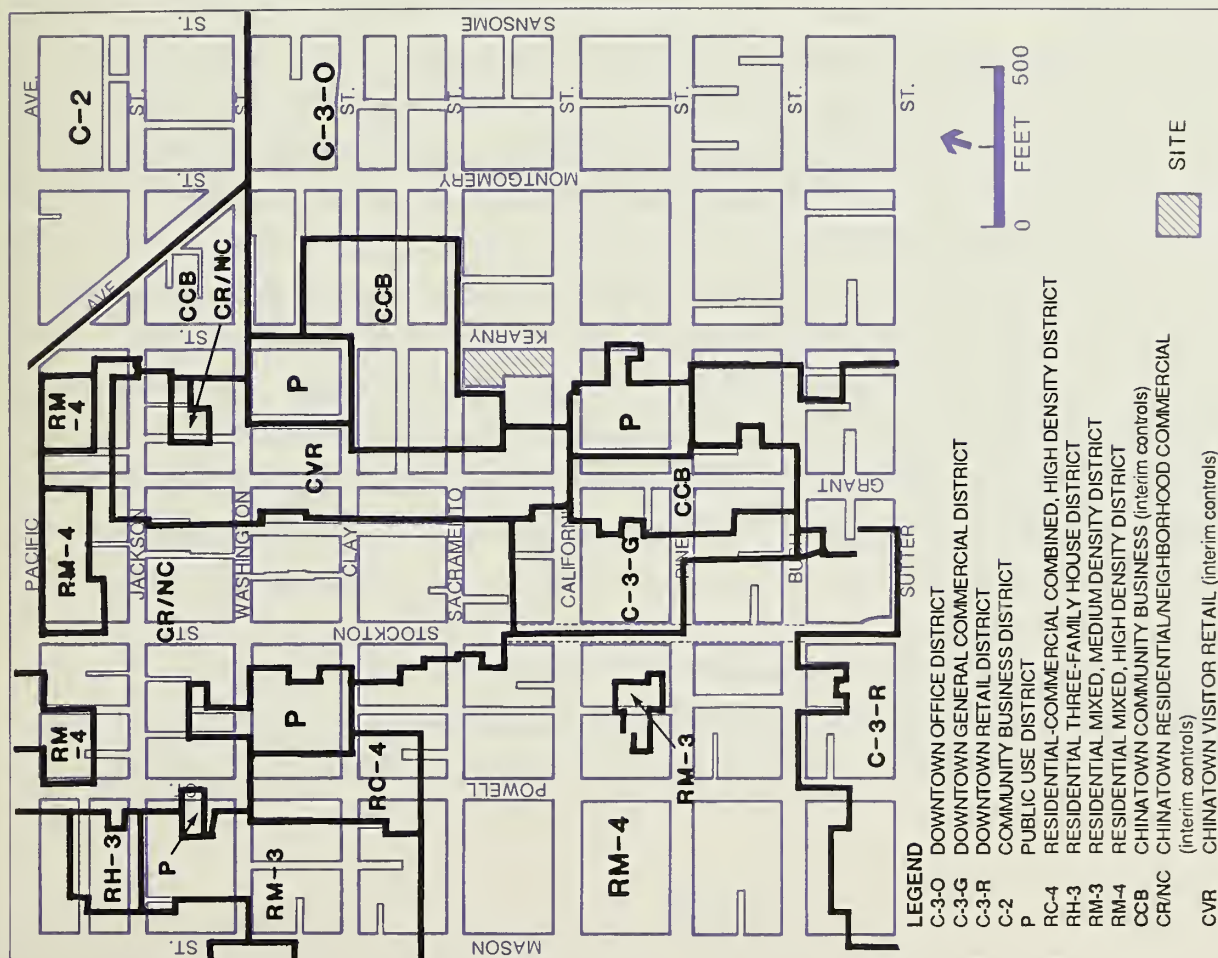 SANSOME
ST.
AVE.
C-2
ST.
ST.
C-3-O
ST.
ST.
ST.
ST.
ST.
ST.
MONTGOMERY
AVE.
CCB
CR/NC
ST.
CCB
KEARNY
P
RM
-4
P
CVR
CCB
GRANT
RM-4
PACIFIC
JACKSON
WASHINGTON
CLAY
SACRAMENTO
CALIFORNIA
PINE
BUSH
SUTTER
CR/NC
C-3-G
ST.
STOCKTON
RM
-4
P
RM-3
C-3-R
RC-4
ST.
POWELL
RH-3
P
RM-3
RM-4
ST.
MASON
0
500
FEET
SITE
LEGEND
C-3-O DOWNTOWN OFFICE DISTRICT
C-3-G DOWNTOWN GENERAL COMMERCIAL DISTRICT
C-3-R DOWNTOWN RETAIL DISTRICT
C-2 COMMUNITY BUSINESS DISTRICT
P PUBLIC USE DISTRICT
RC-4 RESIDENTIAL-COMMERCIAL COMBINED, HIGH DENSITY DISTRICT
RH-3 RESIDENTIAL THREE-FAMILY HOUSE DISTRICT
RM-3 RESIDENTIAL MIXED, MEDIUM DENSITY DISTRICT
RM-4 RESIDENTIAL MIXED, HIGH DENSITY DISTRICT
CCB CHINATOWN COMMUNITY BUSINESS (interim controls)
CR/NC CHINATOWN RESIDENTIAL/NEIGHBORHOOD COMMERCIAL
(interim controls)
CVR CHINATOWN VISITOR RETAIL (interim controls)